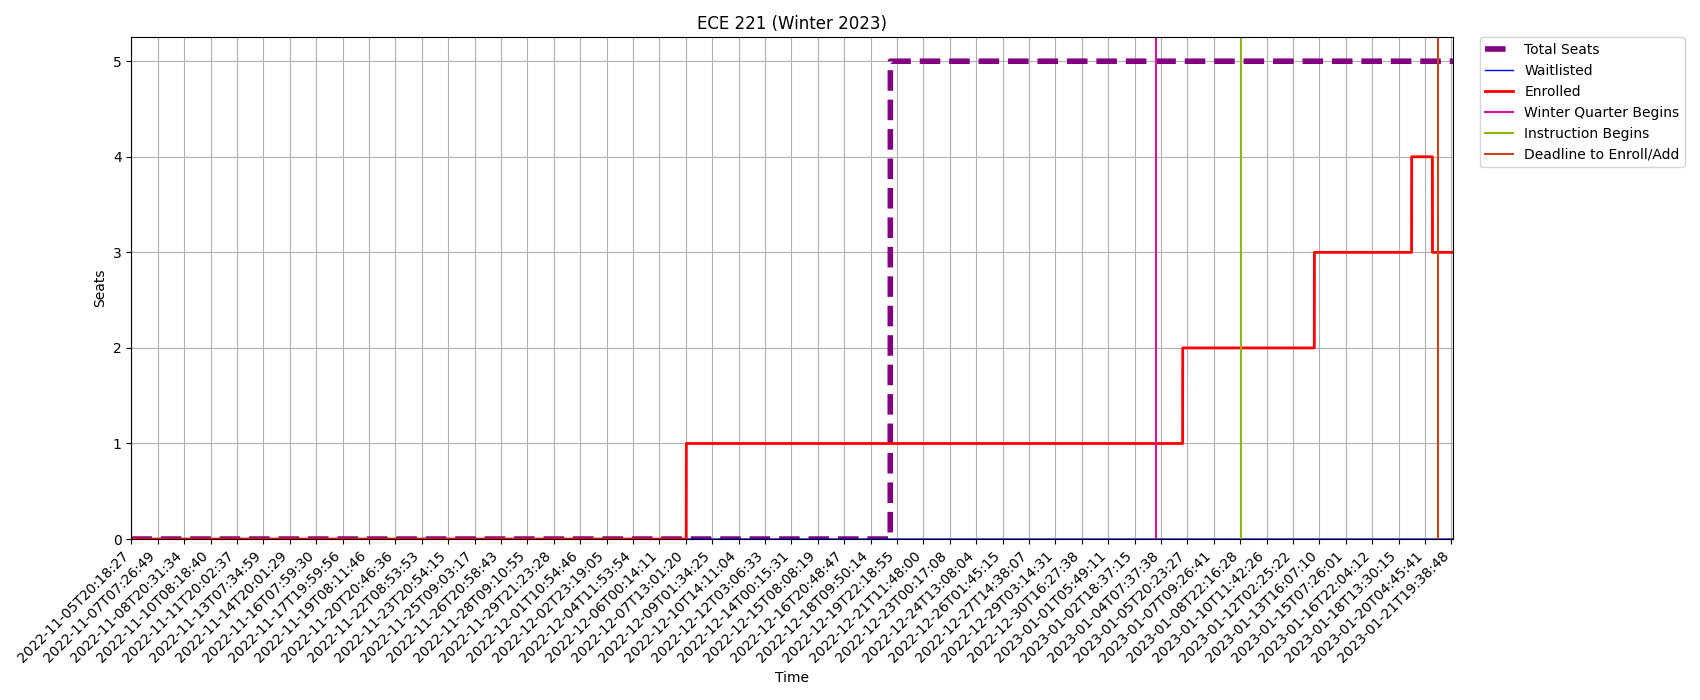 ECE 221 (Winter 2023)
Total Seats
Waitlisted
Enrolled
Winter Quarter Begins
Instruction Begins
Deadline to Enroll/Add
Seats
5
4
3
2
1
0
2022-11-05T20:18:27
2022-11-07T07:26:49
2022-11-08T20:31:34
2022-11-10T08:18:40
2022-11-11T20:02:37
2022-11-13T07:34:59
2022-11-14T20:01:29
2022-11-16T07:59:30
2022-11-17T19:59:56
2022-11-19T08:11:46
2022-11-20T20:46:36
2022-11-22T08:53:53
2022-11-23T20:54:15
2022-11-25T09:03:17
2022-11-26T20:58:43
2022-11-28T09:10:55
2022-11-29T21:23:28
2022-12-01T10:54:46
2022-12-02T23:19:05
2022-12-04T11:53:54
2022-12-06T00:14:11
2022-12-07T13:01:20
2022-12-09T01:34:25
2022-12-10T14:11:04
2022-12-12T03:06:33
2022-12-14T00:15:31
2022-12-15T08:08:19
2022-12-16T20:48:47
2022-12-18T09:50:14
2022-12-19T22:18:55
2022-12-21T11:48:00
2022-12-23T00:17:08
2022-12-24T13:08:04
2022-12-26T01:45:15
2022-12-27T14:38:07
2022-12-29T03:14:31
2022-12-30T16:27:38
2023-01-01T05:49:11
2023-01-02T18:37:15
2023-01-04T07:37:38
2023-01-05T20:23:27
2023-01-07T09:26:41
2023-01-08T22:16:28
2023-01-10T11:42:26
2023-01-12T02:25:22
2023-01-13T16:07:10
2023-01-15T07:26:01
2023-01-16T22:04:12
2023-01-18T13:30:15
2023-01-20T04:45:41
2023-01-21T19:38:48
Time